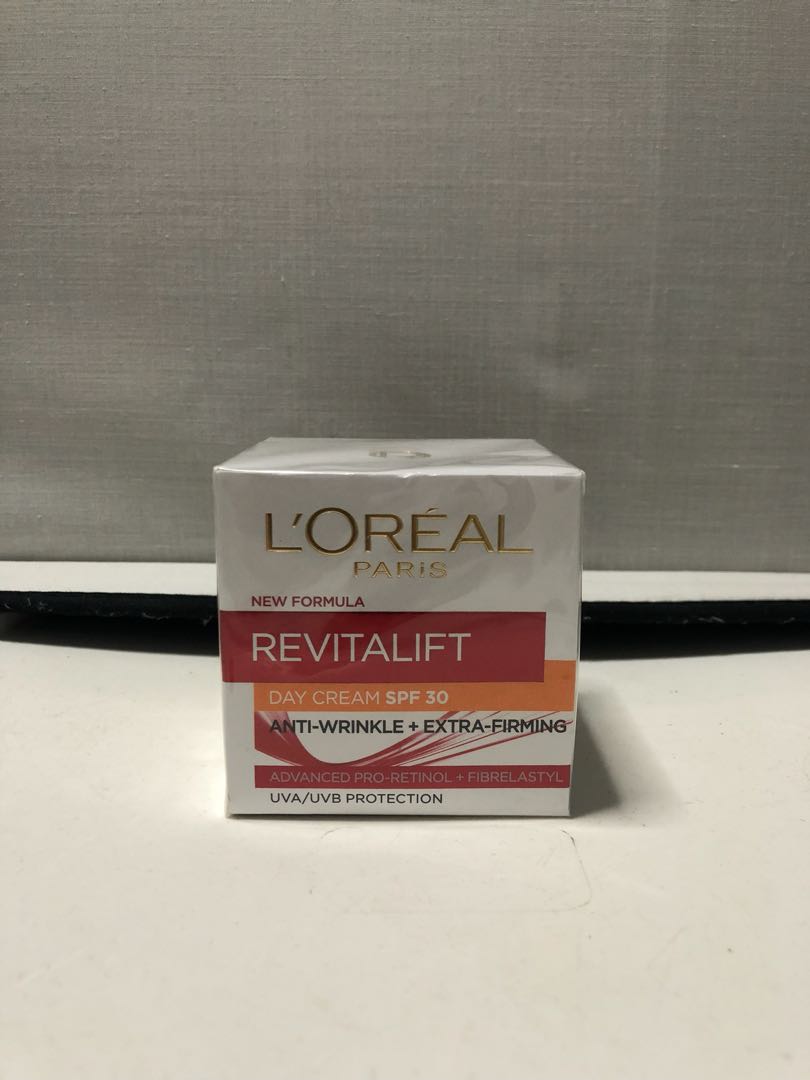 L'ORÉAL
PARiS
NEW FORMULA
REVITALIFT
DAY CREAM SPF 30
ANTI-WRINKLE + EXTRA-FIRMING
ADVANCED PRO-RETINOL + FIBRELASTYL
UVA/UVB PROTECTION